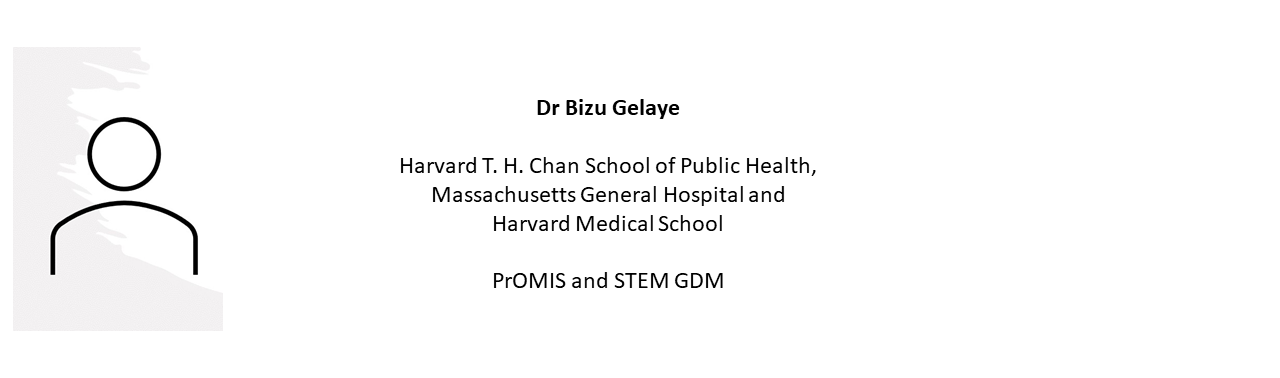 Dr Bizu Gelaye
Harvard T. H. Chan School of Public Health,
Massachusetts General Hospital and
Harvard Medical School
PrOMIS and STEM GDM